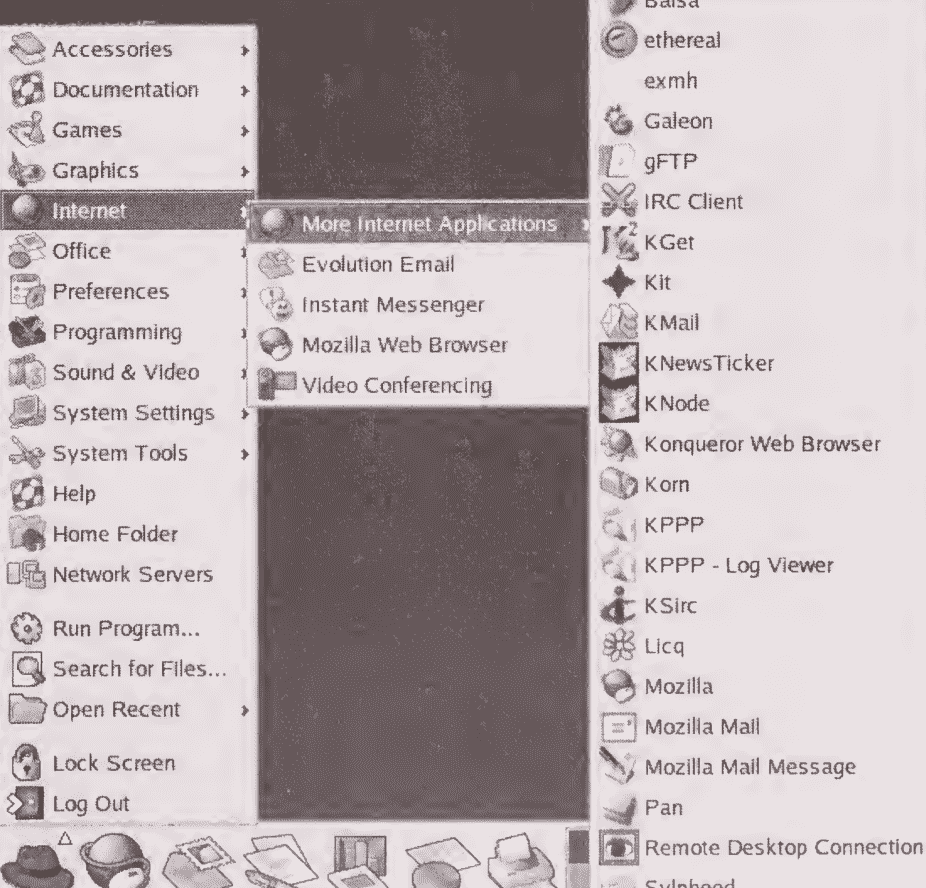 Accessories
Documentation
Games
Graphics
Internet
Office
Preferences
Programming
Sound & Video
System Settings
System Tools
Help
Home Folder
Network Servers
Run Program...
Search for Files...
Open Recent
Lock Screen
Log Out
More Internet Applications
Evolution Email
Instant Messenger
Mozilla Web Browser
Video Conferencing
Balsa
ethereal
exmh
Galeon
gFTP
IRC Client
KGet
Kit
KMail
KNewsTicker
KNode
Konqueror Web Browser
Korn
KPPP
KPPP - Log Viewer
KSirc
Licq
Mozilla
Mozilla Mail
Mozilla Mail Message
Pan
Remote Desktop Connection
Sylpheed